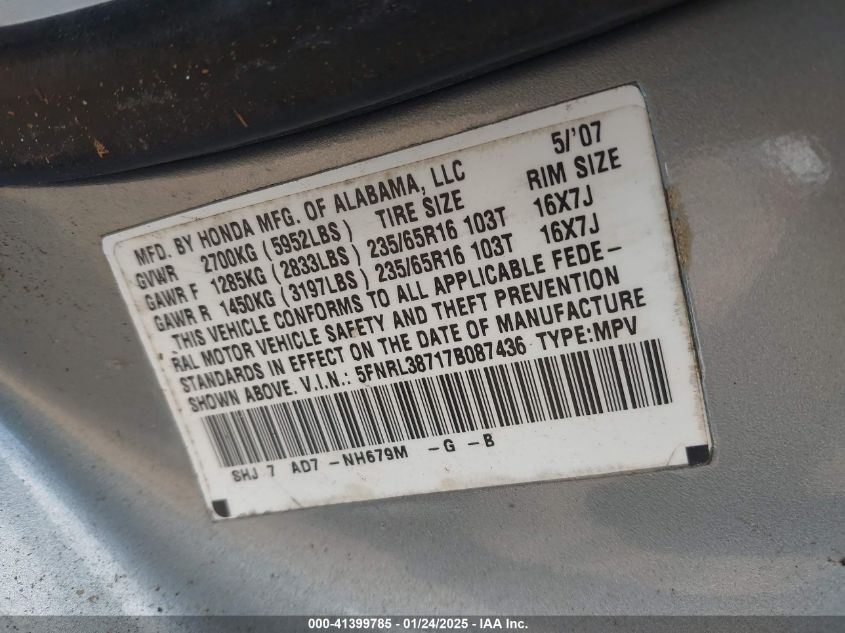 MFD. BY HONDA MFG. OF ALABAMA, LLC 5/'07
GVWR 2700KG (5952LBS) TIRE SIZE RIM SIZE
GAWR F 1285KG (2833LBS) 235/65R16 103T 16X7J
GAWR R 1450KG (3197LBS) 235/65R16 103T 16X7J
THIS VEHICLE CONFORMS TO ALL APPLICABLE FEDE-
RAL MOTOR VEHICLE SAFETY AND THEFT PREVENTION
STANDARDS IN EFFECT ON THE DATE OF MANUFACTURE
SHOWN ABOVE. V.I.N.: 5FNRL38717B087436 TYPE:MPV
SHJ 7 AD7 -NH679M -G -B
000-41399785 - 01/24/2025 - IAA Inc.